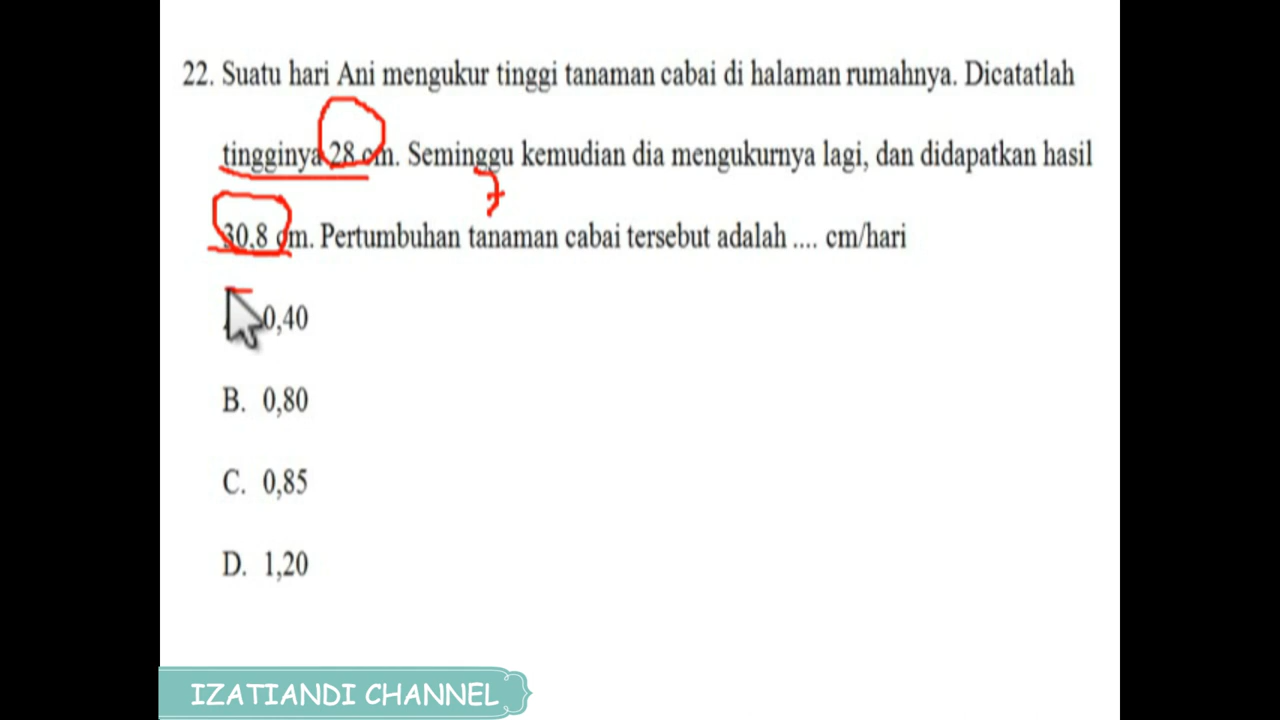 22. Suatu hari Ani mengukur tinggi tanaman cabai di halaman rumahnya. Dicatatlah
tingginya 28 cm. Seminggu kemudian dia mengukurnya lagi, dan didapatkan hasil
7
30,8 cm. Pertumbuhan tanaman cabai tersebut adalah .... cm/hari
0,40
B. 0,80
C. 0,85
D. 1,20
IZATIANDI CHANNEL